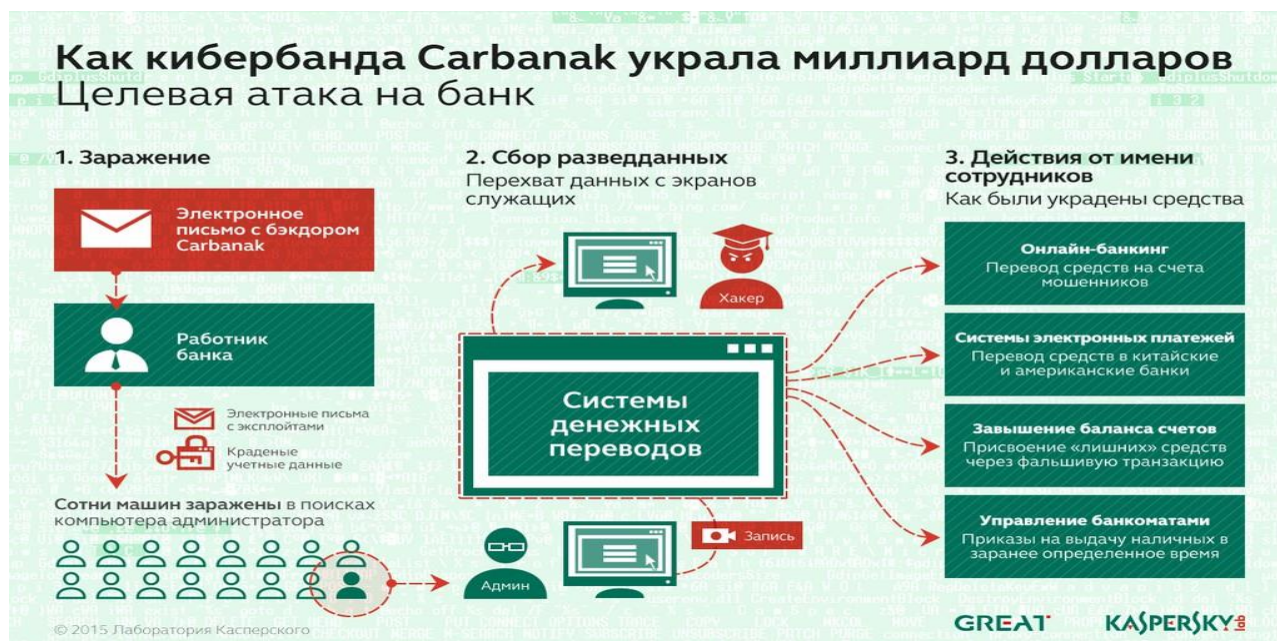 Как кибербанда Carbanak украла миллиард долларов
Целевая атака на банк
1. Заражение
Электронное
письмо с бэкдором
Carbanak
Работник
банка
Электронные письма
с эксплойтами
Краденые
учетные данные
Сотни машин заражены в поисках
компьютера администратора
2. Сбор разведданных
Перехват данных с экранов
служащих
Хакер
Системы
денежных
переводов
Запись
Админ
3. Действия от имени
сотрудников
Как были украдены средства
Онлайн-банкинг
Перевод средств на счета
мошенников
Системы электронных платежей
Перевод средств в китайские
и американские банки
Завышение баланса счетов
Присвоение «лишних» средств
через фальшивую транзакцию
Управление банкоматами
Приказы на выдачу наличных в
заранее определенное время
© 2015 Лаборатория Касперского
GREAT
KASPERSKY lab